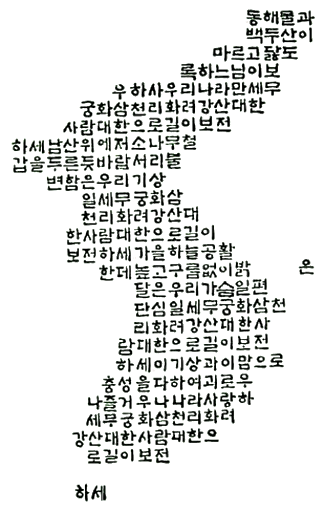 동해물과
백두산이
마르고 닳도
록하느님이보
우하사우리나라만세무
궁화삼천리화려강산대한
사람대한으로길이보전
하세남산위에저소나무철
갑을두른듯바람서리불
변함은우리기상
일세무궁화삼
천리화려강산대
한사람대한으로길이
보전하세가을하늘공활
한데높고구름없이밝 은
달은우리가슴일편
단심일세무궁화삼천
리화려강산대한사
람대한으로길이보전
하세이기상과이맘으로
충성을다하여괴로우
나즐거우나나라사랑하
세무궁화삼천리화려
강산대한사람대한으
로길이보전
하세